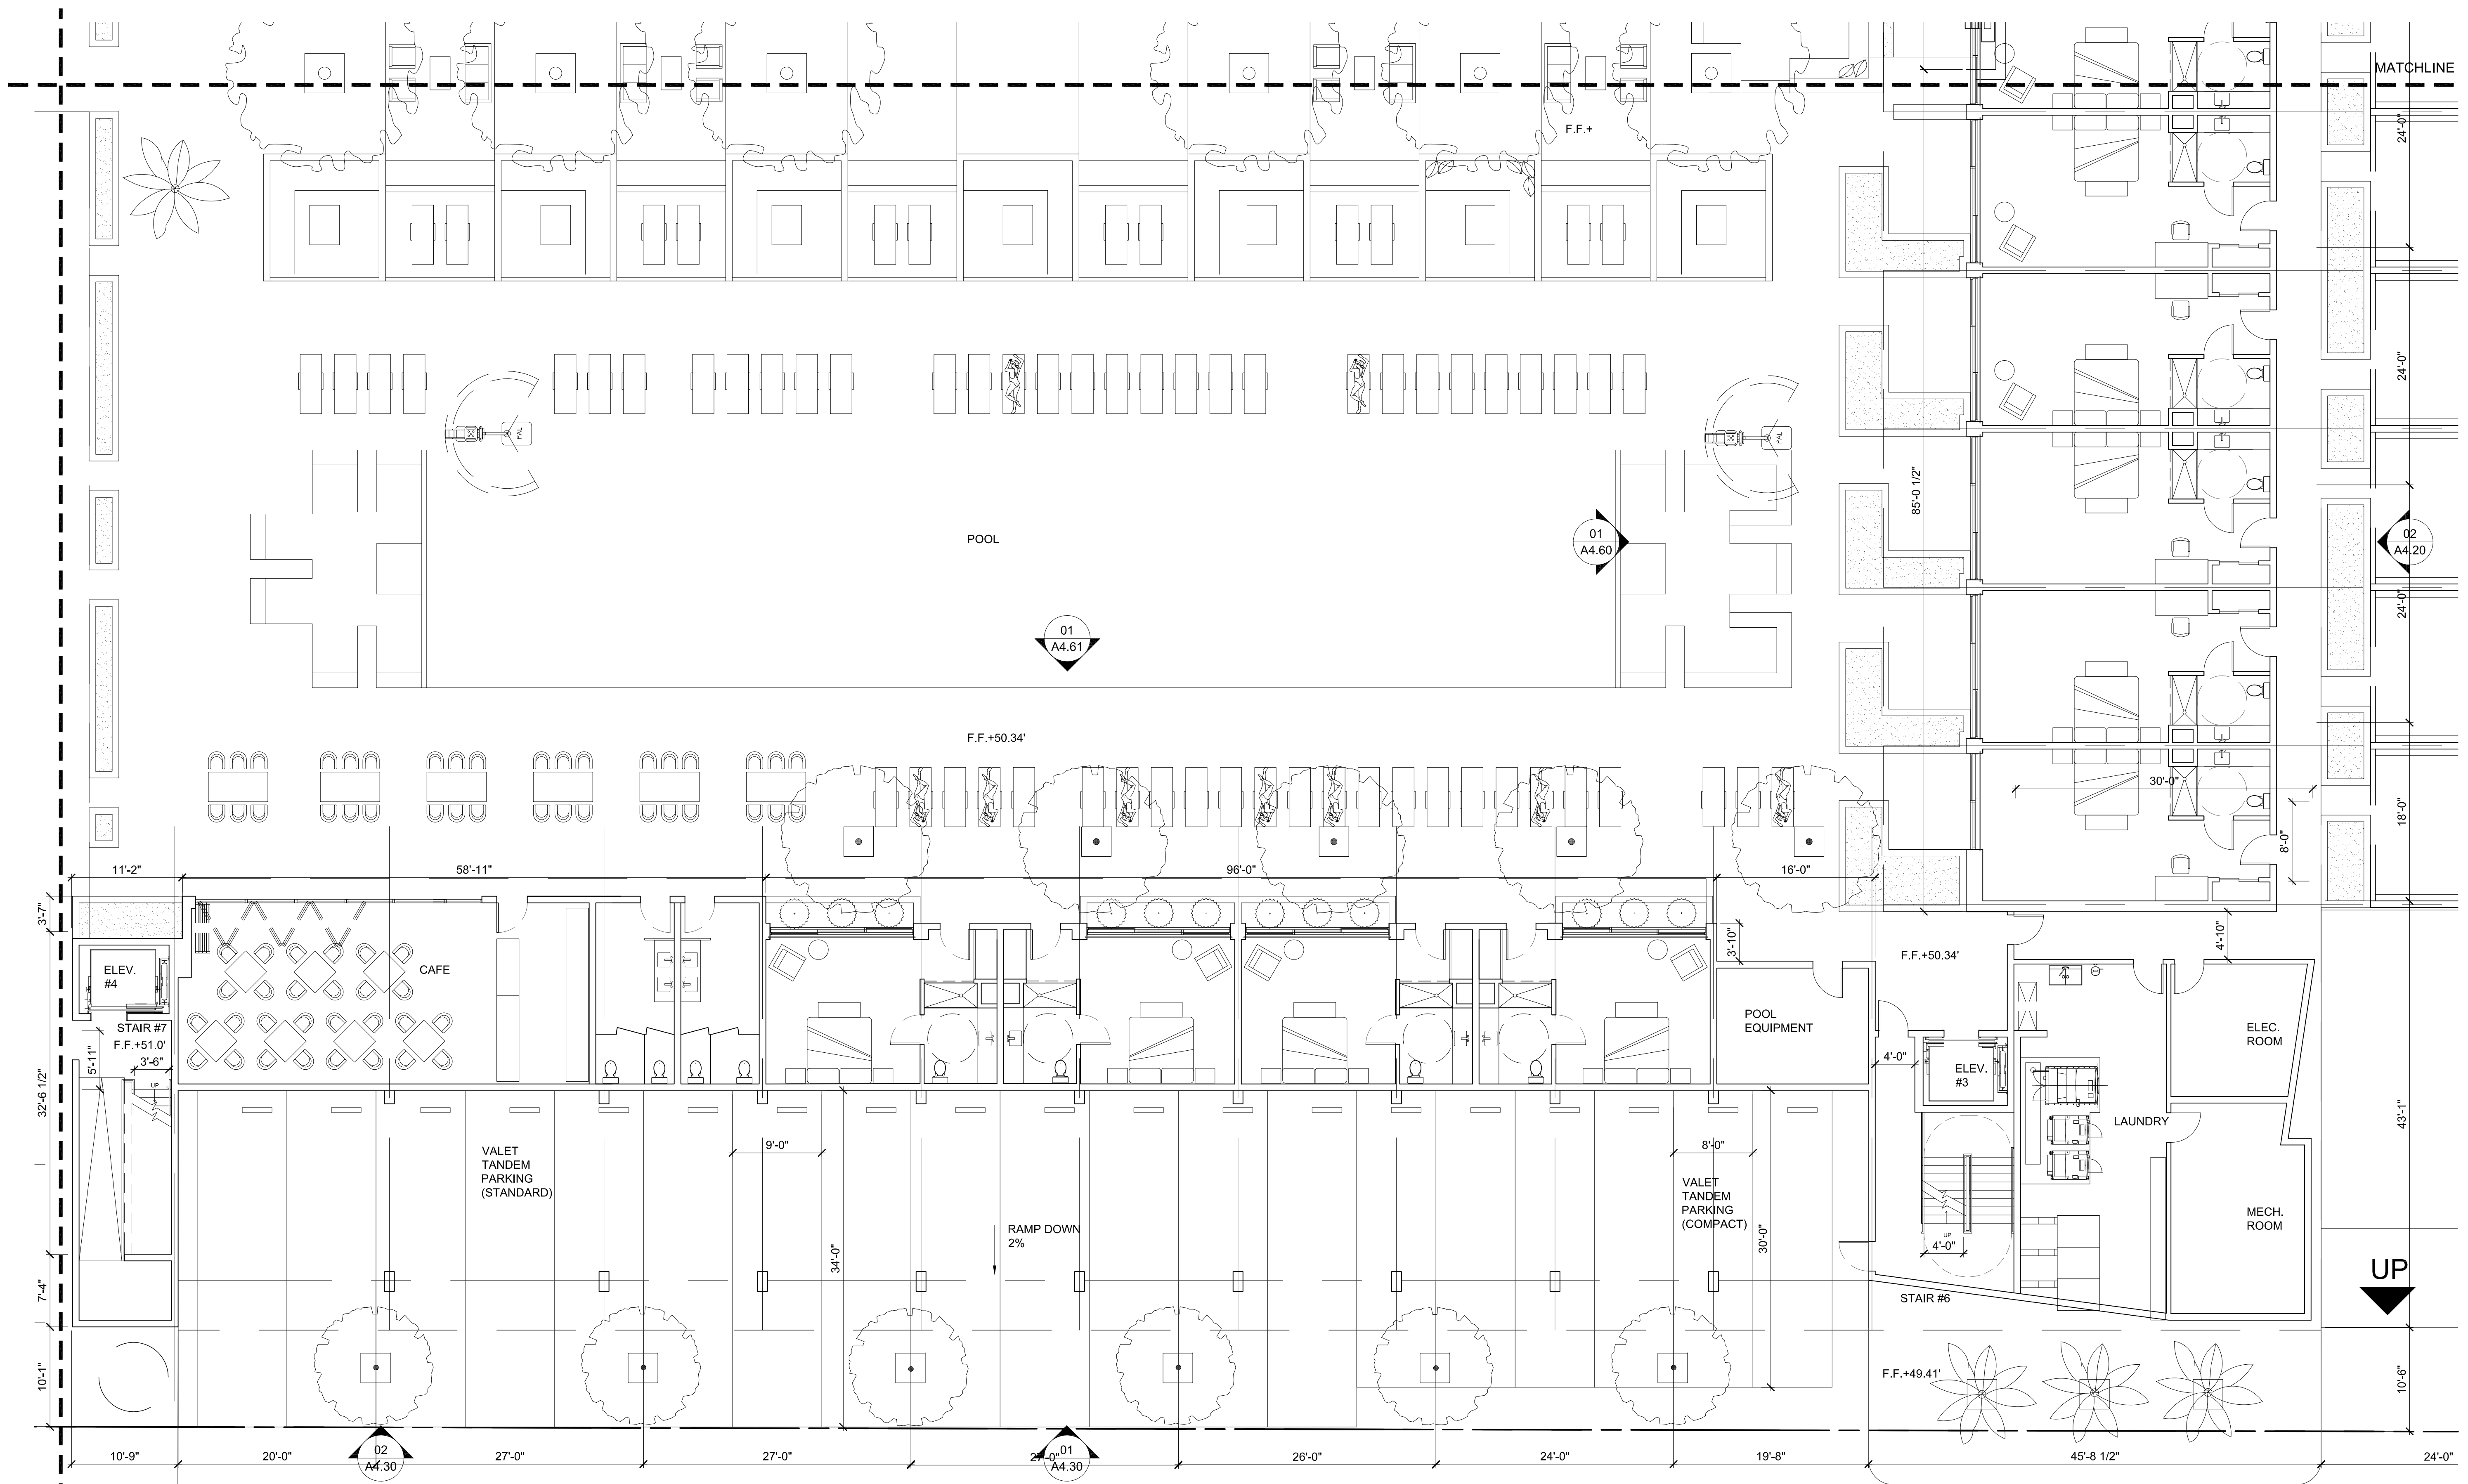 MATCHLINE
F.F.+
24'-0"
PAL
PAL
24'-0"
85'-0 1/2"
POOL
01
A4.60
02
A4.20
24'-0"
01
A4.61
F.F.+50.34'
30'-0"
18'-0"
8'-0"
11'-2"
58'-11"
96'-0"
16'-0"
3'-7"
3'-10"
4'-10"
F.F.+50.34'
ELEV.
#4
CAFE
STAIR #7
F.F.+51.0'
5'-11"
3'-6"
UP
POOL
EQUIPMENT
ELEC.
ROOM
4'-0"
ELEV.
#3
32'-6 1/2"
LAUNDRY
43'-1"
9'-0"
8'-0"
VALET
TANDEM
PARKING
(STANDARD)
VALET
TANDEM
PARKING
(COMPACT)
RAMP DOWN
2%
34'-0"
30'-0"
MECH.
ROOM
UP
4'-0"
UP
7'-4"
STAIR #6
10'-1"
F.F.+49.41'
10'-6"
10'-9"
20'-0"
02
A4.30
27'-0"
27'-0"
27'-0"
01
A4.30
26'-0"
24'-0"
19'-8"
45'-8 1/2"
24'-0"